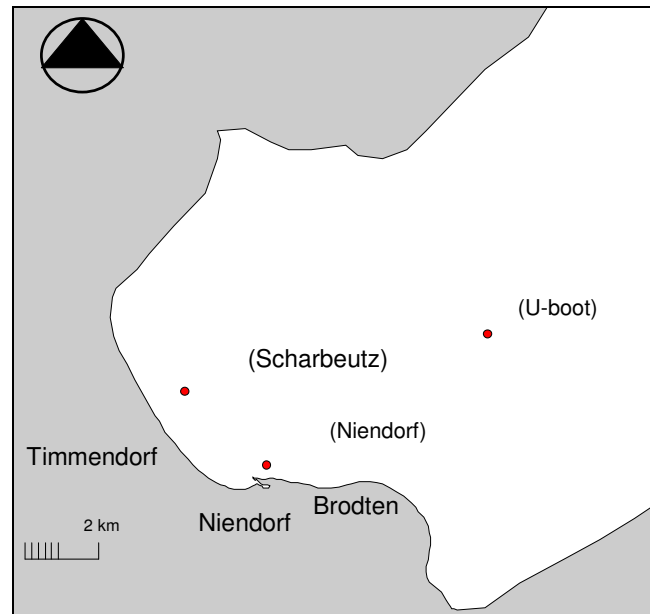 (U-boot)
(Scharbeutz)
(Niendorf)
Timmendorf
Brodten
Niendorf
2 km